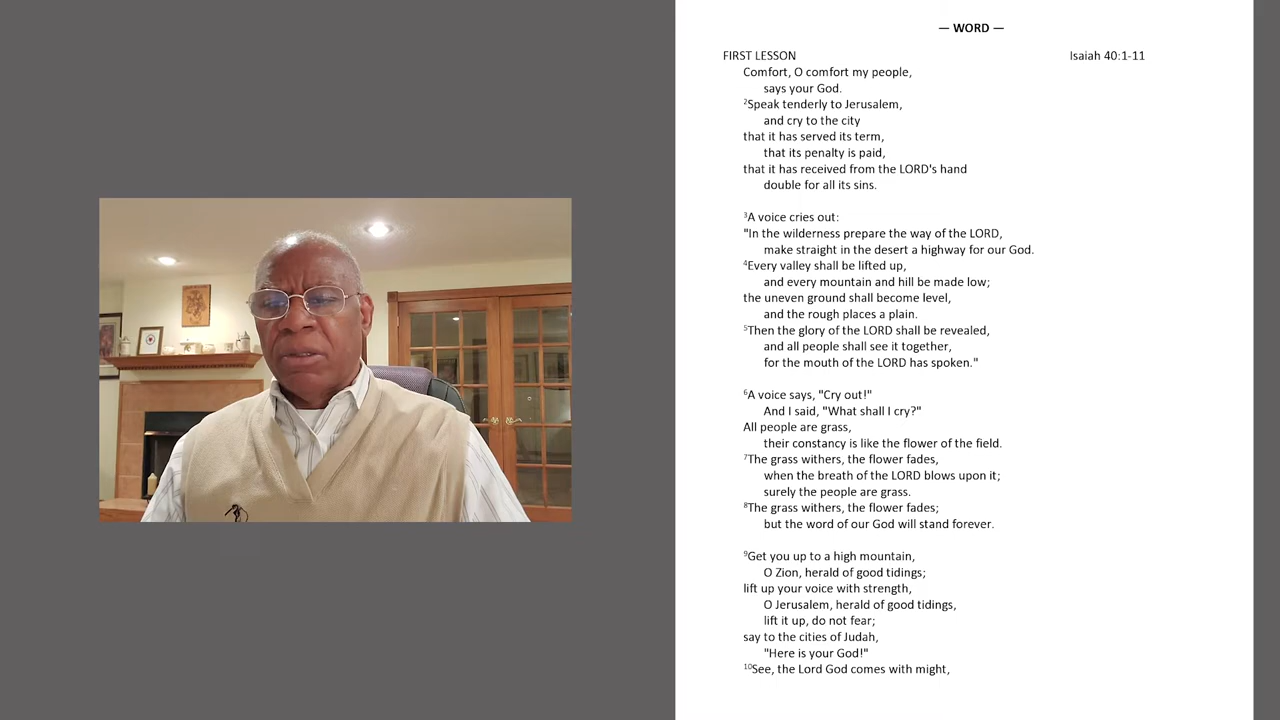 — WORD —
FIRST LESSON Isaiah 40:1-11
Comfort, O comfort my people,
says your God.
²Speak tenderly to Jerusalem,
and cry to the city
that it has served its term,
that its penalty is paid,
that it has received from the LORD's hand
double for all its sins.
³A voice cries out:
"In the wilderness prepare the way of the LORD,
make straight in the desert a highway for our God.
⁴Every valley shall be lifted up,
and every mountain and hill be made low;
the uneven ground shall become level,
and the rough places a plain.
⁵Then the glory of the LORD shall be revealed,
and all people shall see it together,
for the mouth of the LORD has spoken."
⁶A voice says, "Cry out!"
And I said, "What shall I cry?"
All people are grass,
their constancy is like the flower of the field.
⁷The grass withers, the flower fades,
when the breath of the LORD blows upon it;
surely the people are grass.
⁸The grass withers, the flower fades;
but the word of our God will stand forever.
⁹Get you up to a high mountain,
O Zion, herald of good tidings;
lift up your voice with strength,
O Jerusalem, herald of good tidings,
lift it up, do not fear;
say to the cities of Judah,
"Here is your God!"
¹⁰See, the Lord God comes with might,